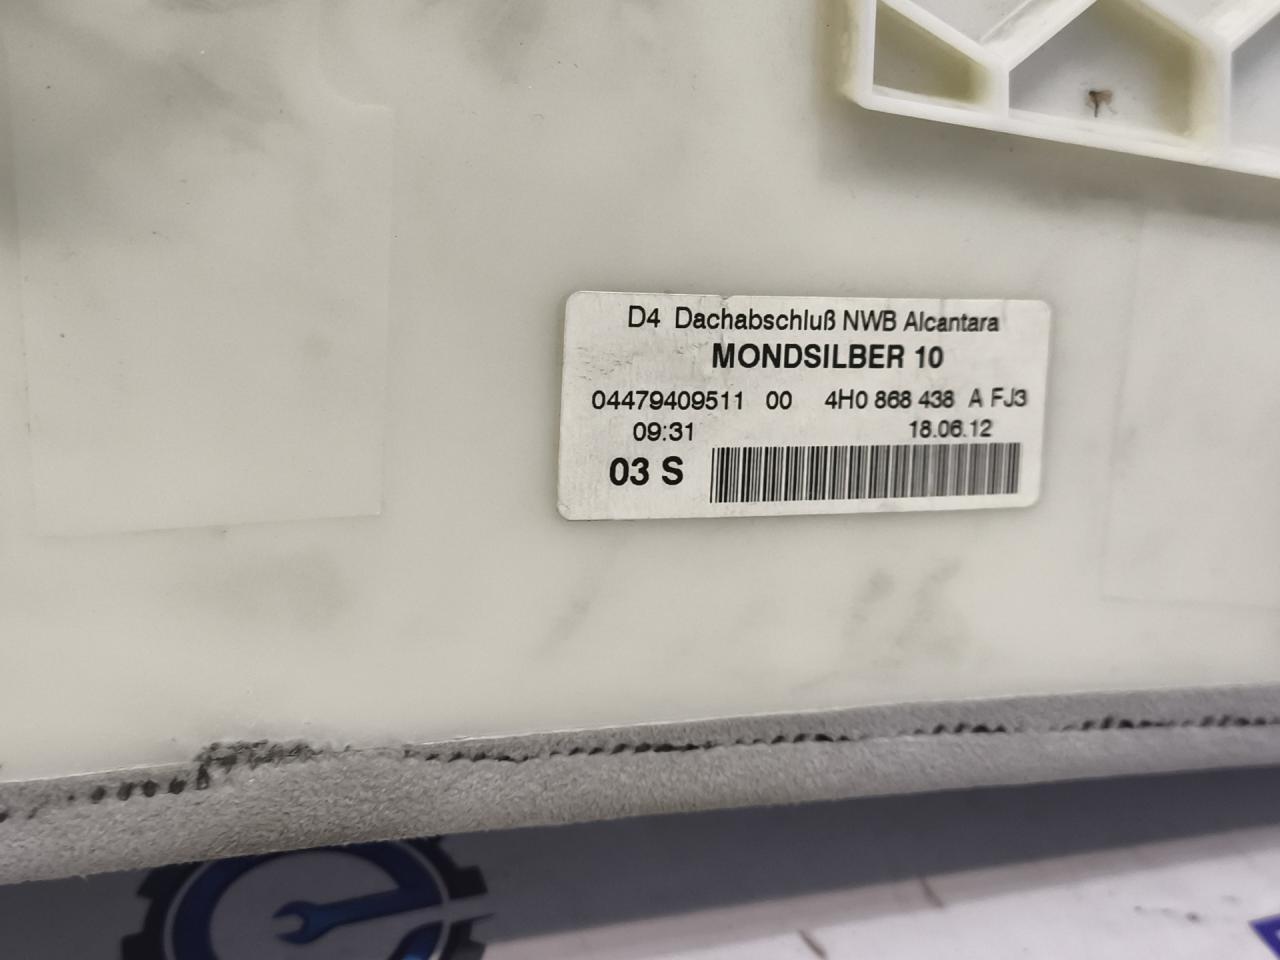 D4 Dachabschluß NWB Alcantara
MONDSILBER 10
04479409511 00 4H0 868 438 A FJ3
09:31 18.06.12
03 S